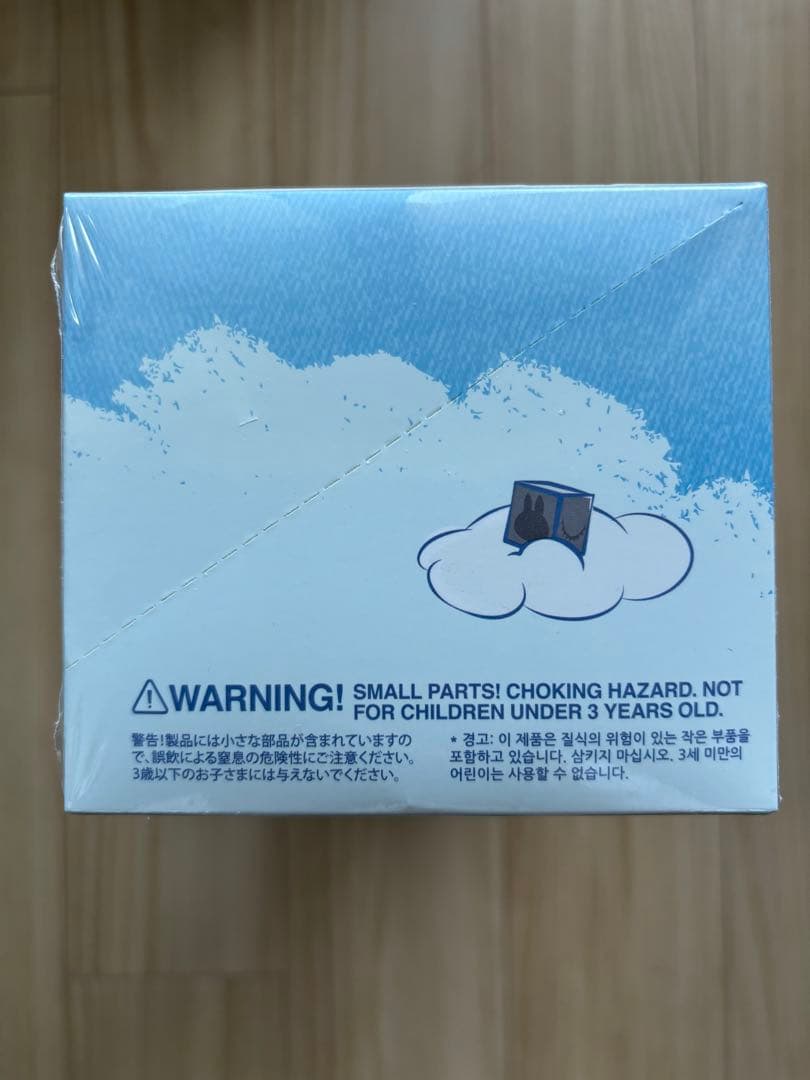 ⚠WARNING! SMALL PARTS! CHOKING HAZARD. NOT
FOR CHILDREN UNDER 3 YEARS OLD.
警告!製品には小さな部品が含まれていますの
で、誤飲による窒息の危険性にご注意ください。
3歳以下のお子さまには与えないでください。
* 경고: 이 제품은 질식의 위험이 있는 작은 부품을
포함하고 있습니다. 삼키지 마십시오. 3세 미만의
어린이는 사용할 수 없습니다.